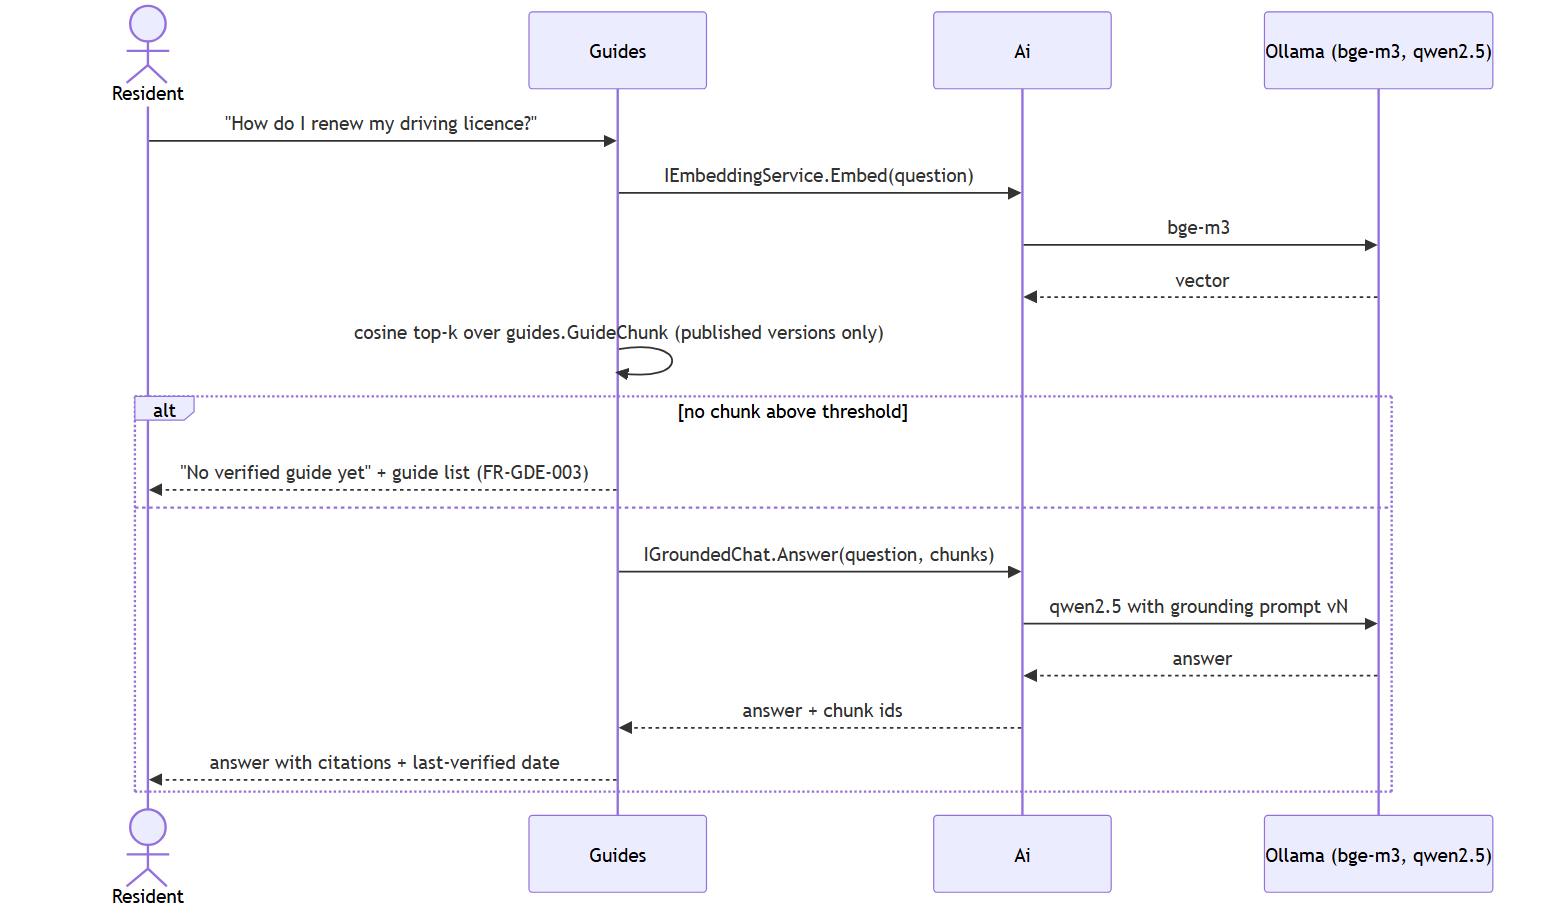 Resident
Guides
Ai
Ollama (bge-m3, qwen2.5)
"How do I renew my driving licence?"
IEmbeddingService.Embed(question)
bge-m3
vector
cosine top-k over guides.GuideChunk (published versions only)
alt
[no chunk above threshold]
"No verified guide yet" + guide list (FR-GDE-003)
IGroundedChat.Answer(question, chunks)
qwen2.5 with grounding prompt vN
answer
answer + chunk ids
answer with citations + last-verified date
Resident
Guides
Ai
Ollama (bge-m3, qwen2.5)